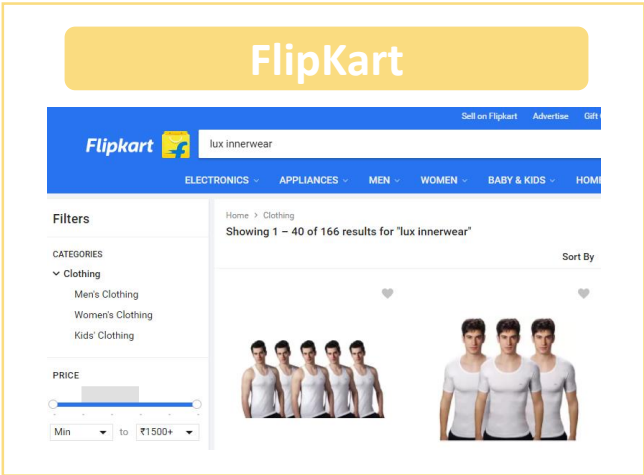 FlipKart
Sell on Flipkart Advertise Gift
Flipkart
lux innerwear
ELECTRONICS APPLIANCES MEN WOMEN BABY & KIDS HOME
Filters
CATEGORIES
Clothing
Men's Clothing
Women's Clothing
Kids' Clothing
PRICE
Min to ₹1500+
Home > Clothing
Showing 1 – 40 of 166 results for "lux innerwear"
Sort By